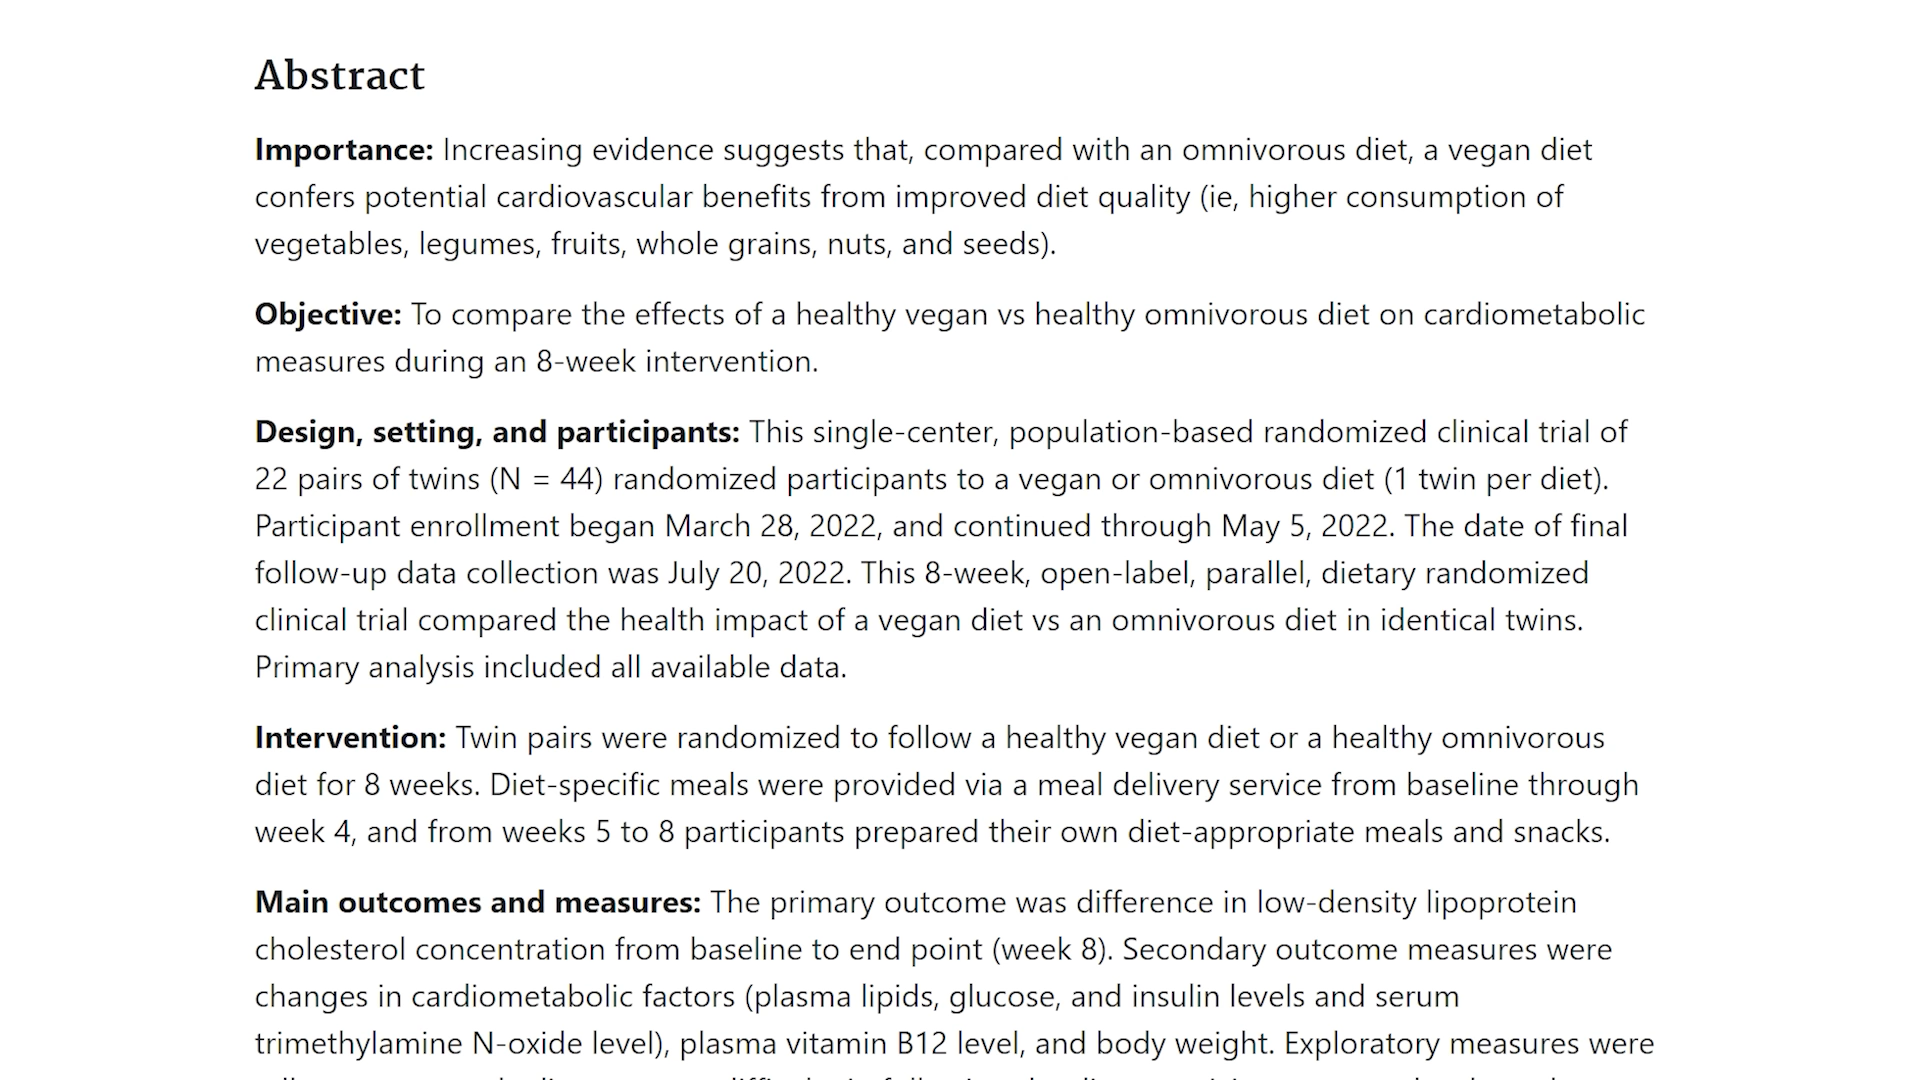 Abstract
Importance: Increasing evidence suggests that, compared with an omnivorous diet, a vegan diet
confers potential cardiovascular benefits from improved diet quality (ie, higher consumption of
vegetables, legumes, fruits, whole grains, nuts, and seeds).
Objective: To compare the effects of a healthy vegan vs healthy omnivorous diet on cardiometabolic
measures during an 8-week intervention.
Design, setting, and participants: This single-center, population-based randomized clinical trial of
22 pairs of twins (N = 44) randomized participants to a vegan or omnivorous diet (1 twin per diet).
Participant enrollment began March 28, 2022, and continued through May 5, 2022. The date of final
follow-up data collection was July 20, 2022. This 8-week, open-label, parallel, dietary randomized
clinical trial compared the health impact of a vegan diet vs an omnivorous diet in identical twins.
Primary analysis included all available data.
Intervention: Twin pairs were randomized to follow a healthy vegan diet or a healthy omnivorous
diet for 8 weeks. Diet-specific meals were provided via a meal delivery service from baseline through
week 4, and from weeks 5 to 8 participants prepared their own diet-appropriate meals and snacks.
Main outcomes and measures: The primary outcome was difference in low-density lipoprotein
cholesterol concentration from baseline to end point (week 8). Secondary outcome measures were
changes in cardiometabolic factors (plasma lipids, glucose, and insulin levels and serum
trimethylamine N-oxide level), plasma vitamin B12 level, and body weight. Exploratory measures were